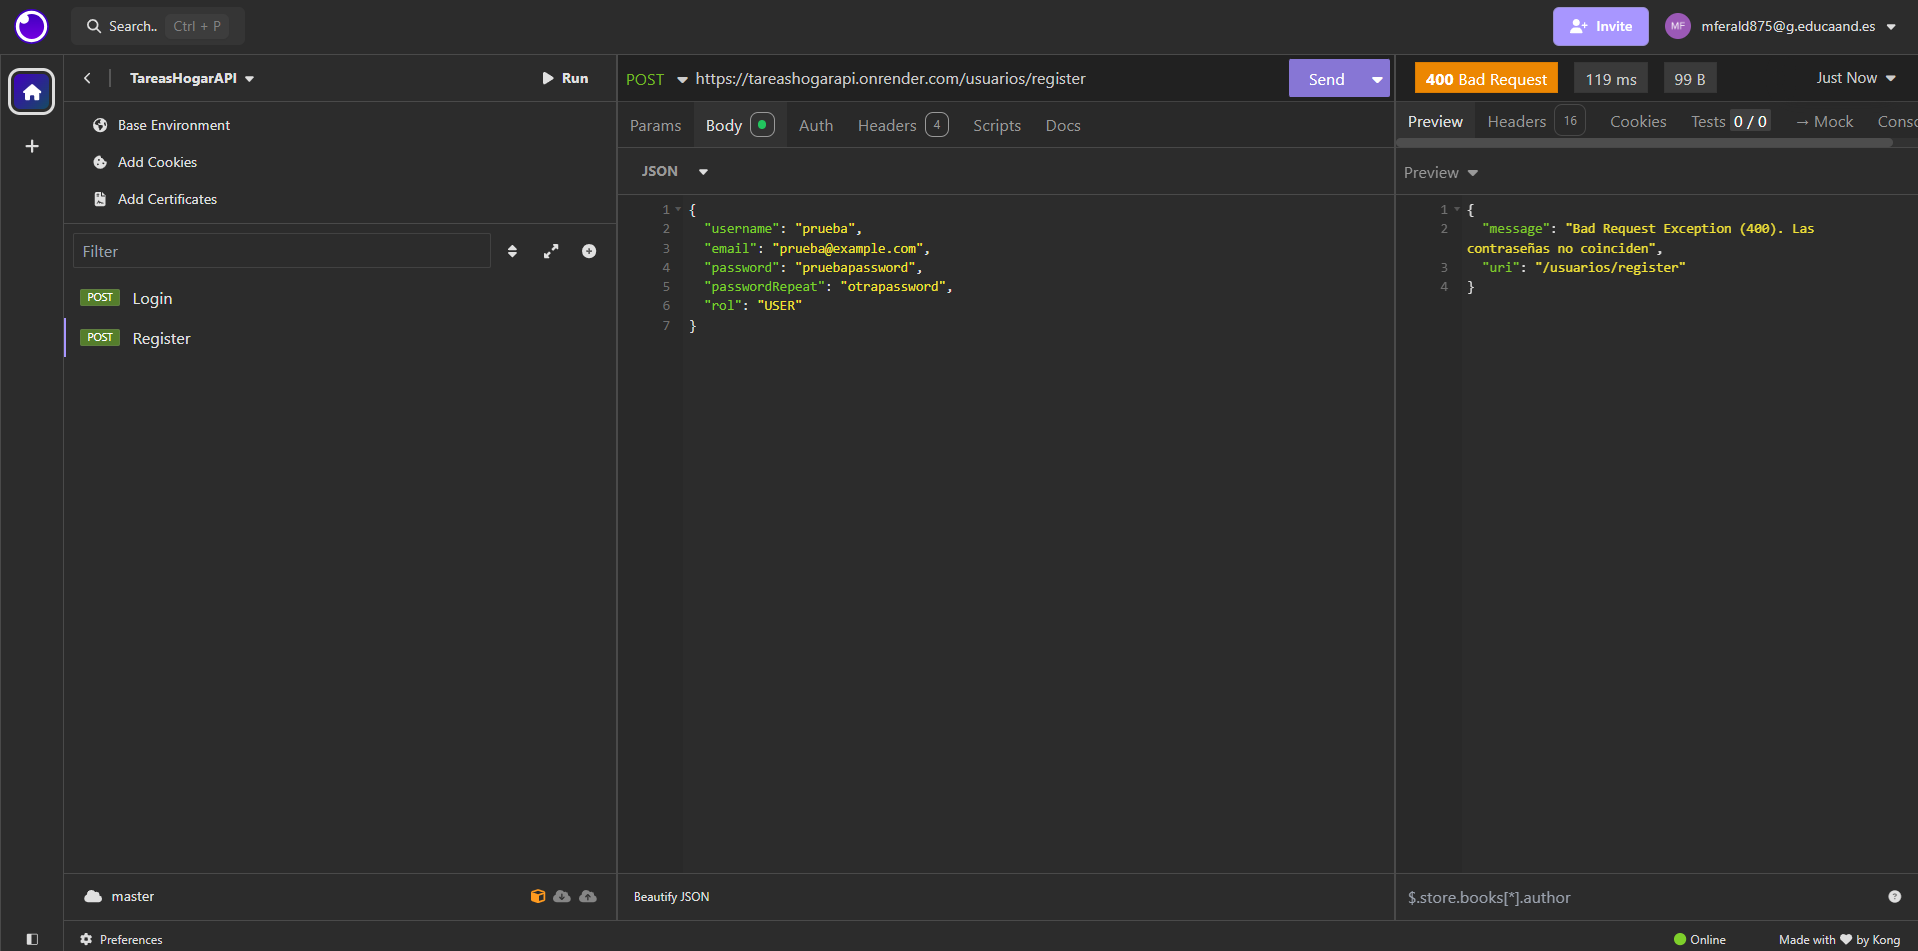 Search..
Ctrl + P
Invite
MF
mferald875@g.educaand.es
TareasHogarAPI
Run
Base Environment
Add Cookies
Add Certificates
Filter
POST Login
POST Register
master
Preferences
POST
https://tareashogarapi.onrender.com/usuarios/register
Send
Params
Body
Auth
Headers 4
Scripts
Docs
JSON
1 {
2 "username": "prueba",
3 "email": "prueba@example.com",
4 "password": "pruebapassword",
5 "passwordRepeat": "otrapassword",
6 "rol": "USER"
7 }
Beautify JSON
400 Bad Request
119 ms
99 B
Just Now
Preview
Headers 16
Cookies
Tests 0 / 0
→ Mock
Conso
Preview
1 {
2 "message": "Bad Request Exception (400). Las
contraseñas no coinciden",
3 "uri": "/usuarios/register"
4 }
$.store.books[*].author
Online
Made with ❤ by Kong